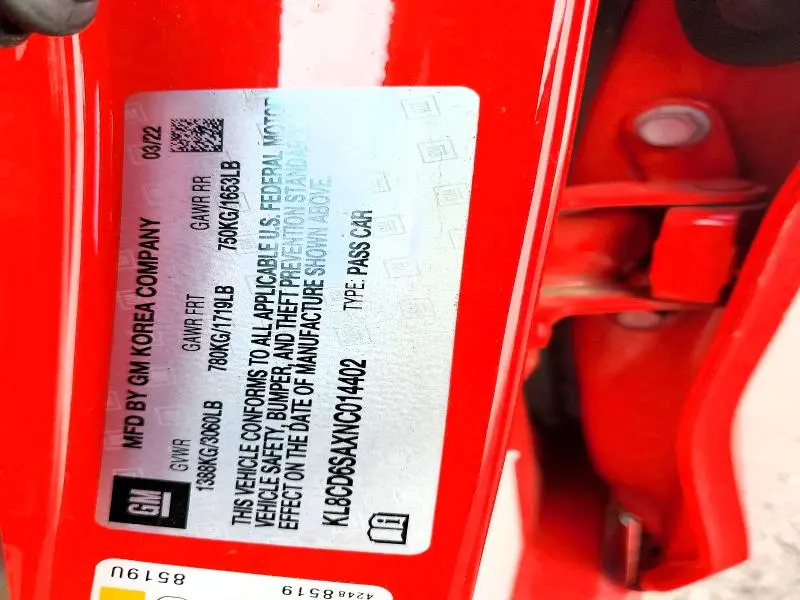 MFD BY GM KOREA COMPANY 03/22
GVWR GAWR FRT GAWR RR
1388KG/3060LB 780KG/1719LB 750KG/1653LB
THIS VEHICLE CONFORMS TO ALL APPLICABLE U.S. FEDERAL MOTOR
VEHICLE SAFETY, BUMPER, AND THEFT PREVENTION STANDARDS IN
EFFECT ON THE DATE OF MANUFACTURE SHOWN ABOVE.
KL8CD6SAXNC014402 TYPE: PASS CAR
GM
8519U
42488519